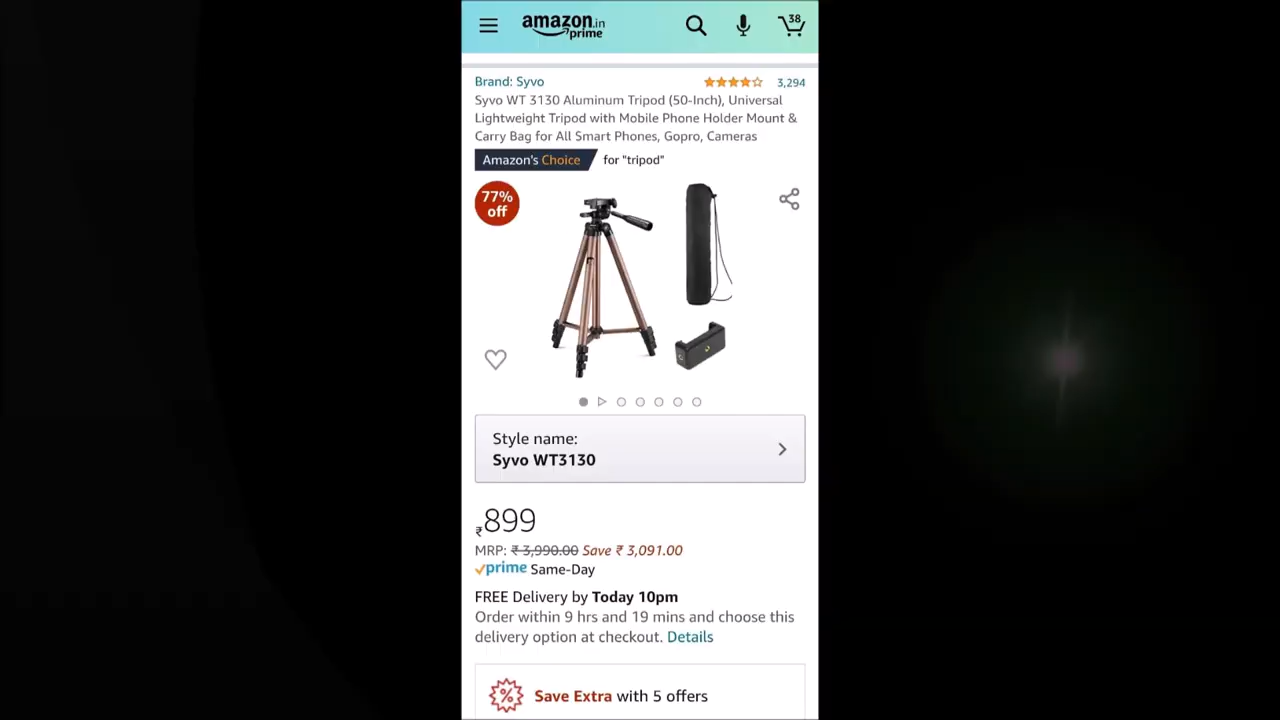 amazon.in
prime
38
Brand: Syvo
3,294
Syvo WT 3130 Aluminum Tripod (50-Inch), Universal
Lightweight Tripod with Mobile Phone Holder Mount &
Carry Bag for All Smart Phones, Gopro, Cameras
Amazon's Choice for "tripod"
77%
off
Style name:
Syvo WT3130
₹899
MRP: ₹ 3,990.00 Save ₹ 3,091.00
prime Same-Day
FREE Delivery by Today 10pm
Order within 9 hrs and 19 mins and choose this
delivery option at checkout. Details
% Save Extra with 5 offers